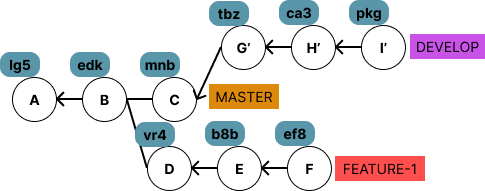 tbz ca3 pkg
G' H' I' DEVELOP
lg5 edk mnb
A B C MASTER
vr4 b8b ef8
D E F FEATURE-1